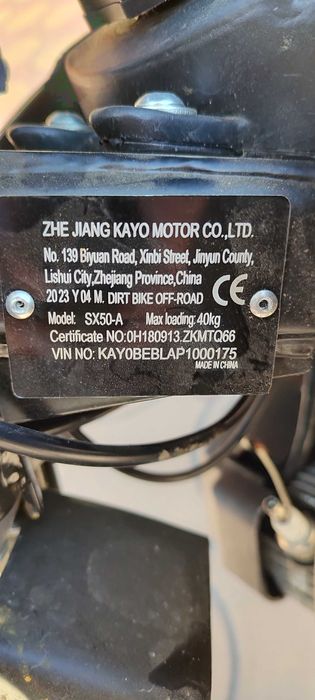 ZHE JIANG KAYO MOTOR CO.,LTD.
No. 139 Biyuan Road, Xinbi Street, Jinyun County,
Lishui City,Zhejiang Province,China
2023 Y 04 M. DIRT BIKE OFF-ROAD CE
Model: SX50-A Max loading: 40kg
Certificate NO:0H180913.ZKMTQ66
VIN NO: KAY0BEBLAP1000175
MADE IN CHINA